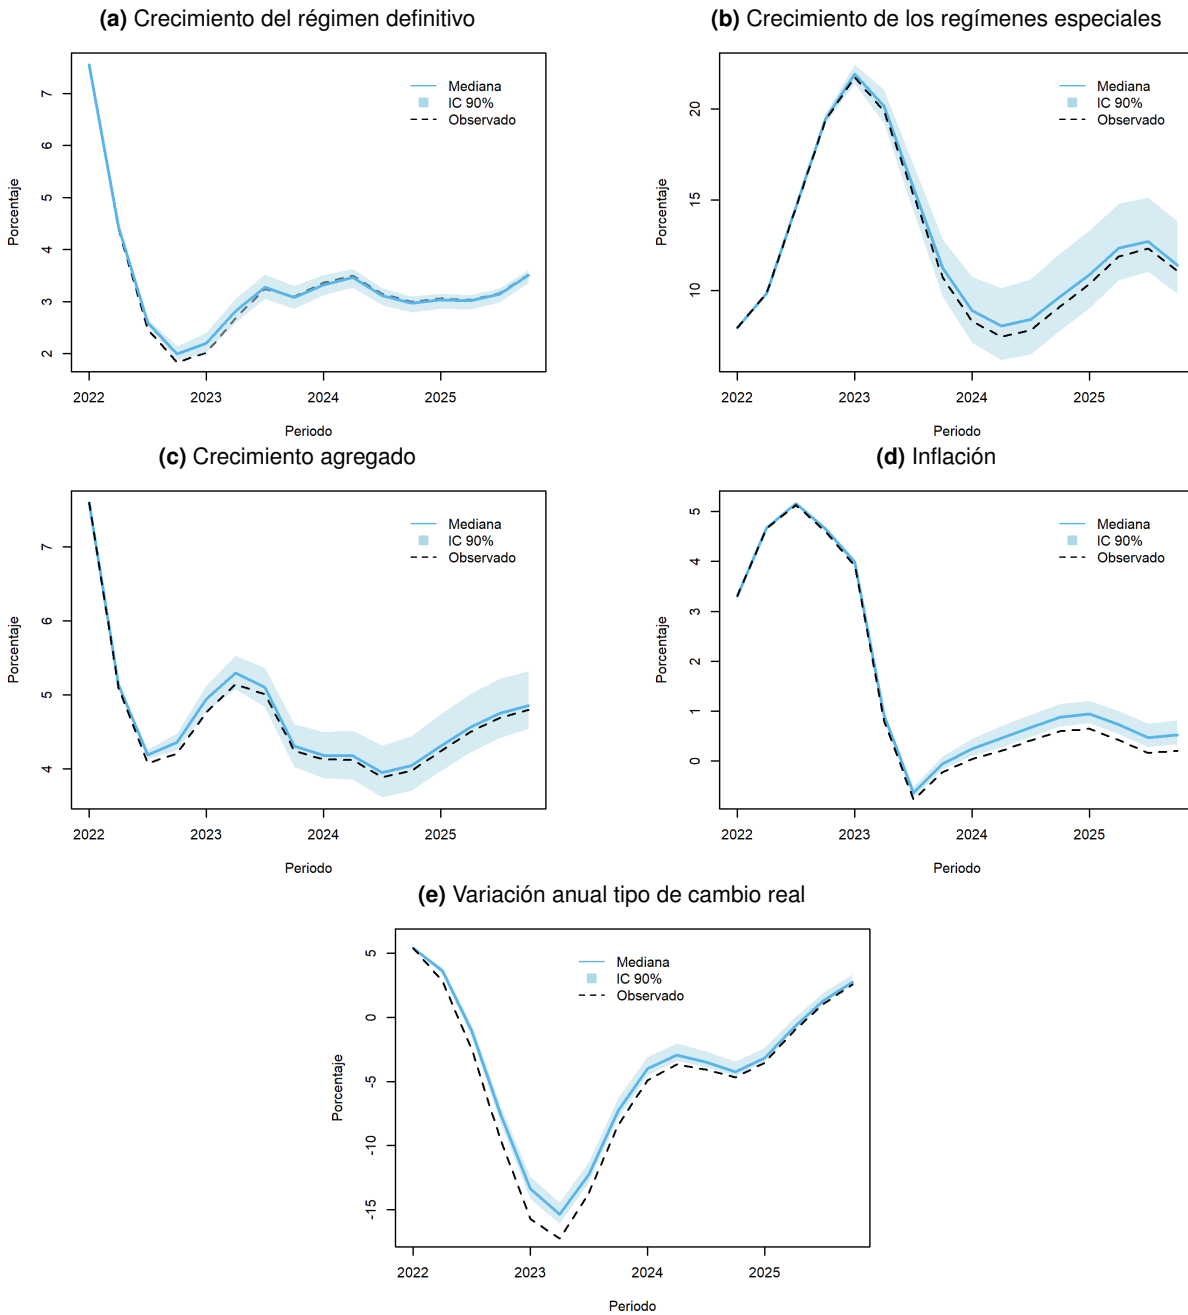 (a) Crecimiento del régimen definitivo
Mediana
IC 90%
Observado
Porcentaje
7
6
5
4
3
2
2022 2023 2024 2025
Periodo
(b) Crecimiento de los regímenes especiales
Mediana
IC 90%
Observado
Porcentaje
20
15
10
2022 2023 2024 2025
Periodo
(c) Crecimiento agregado
Mediana
IC 90%
Observado
Porcentaje
7
6
5
4
2022 2023 2024 2025
Periodo
(d) Inflación
Mediana
IC 90%
Observado
Porcentaje
5
4
3
2
1
0
2022 2023 2024 2025
Periodo
(e) Variación anual tipo de cambio real
Mediana
IC 90%
Observado
Porcentaje
5
0
-5
-10
-15
2022 2023 2024 2025
Periodo